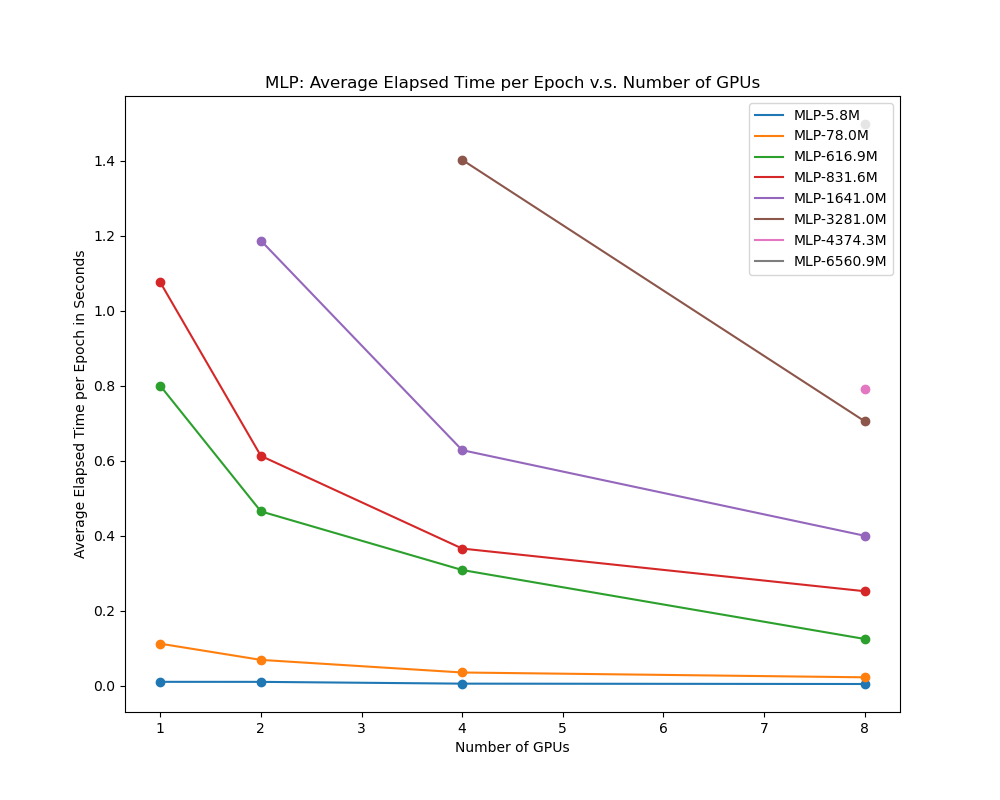 MLP: Average Elapsed Time per Epoch v.s. Number of GPUs
MLP-5.8M
MLP-78.0M
MLP-616.9M
MLP-831.6M
MLP-1641.0M
MLP-3281.0M
MLP-4374.3M
MLP-6560.9M
Average Elapsed Time per Epoch in Seconds
1.4
1.2
1.0
0.8
0.6
0.4
0.2
0.0
1 2 3 4 5 6 7 8
Number of GPUs